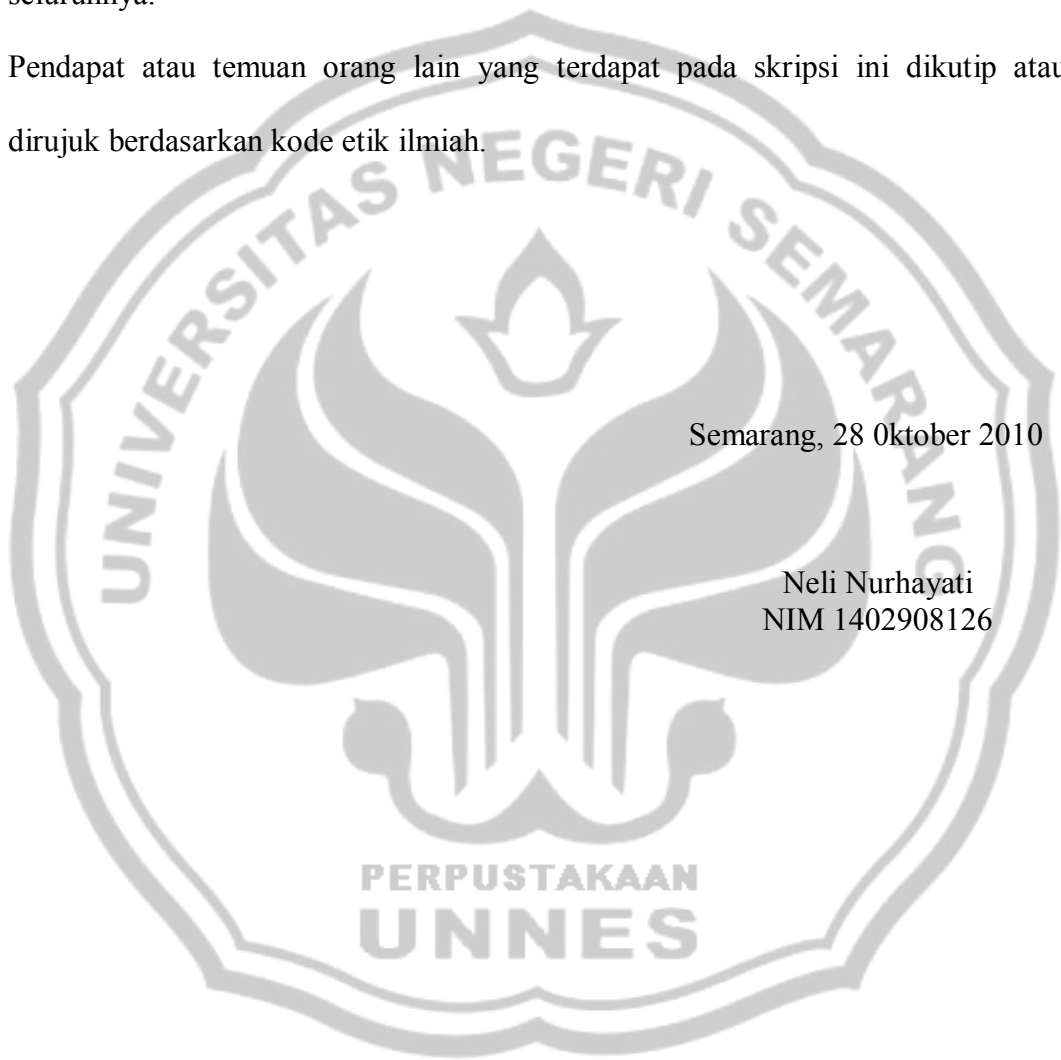 Pendapat atau temuan orang lain yang terdapat pada skripsi ini dikutip atau
dirujuk berdasarkan kode etik ilmiah.
UNIVERSITAS NEGERI SEMARANG
Semarang, 28 0ktober 2010
Neli Nurhayati
NIM 1402908126
PERPUSTAKAAN
UNNES